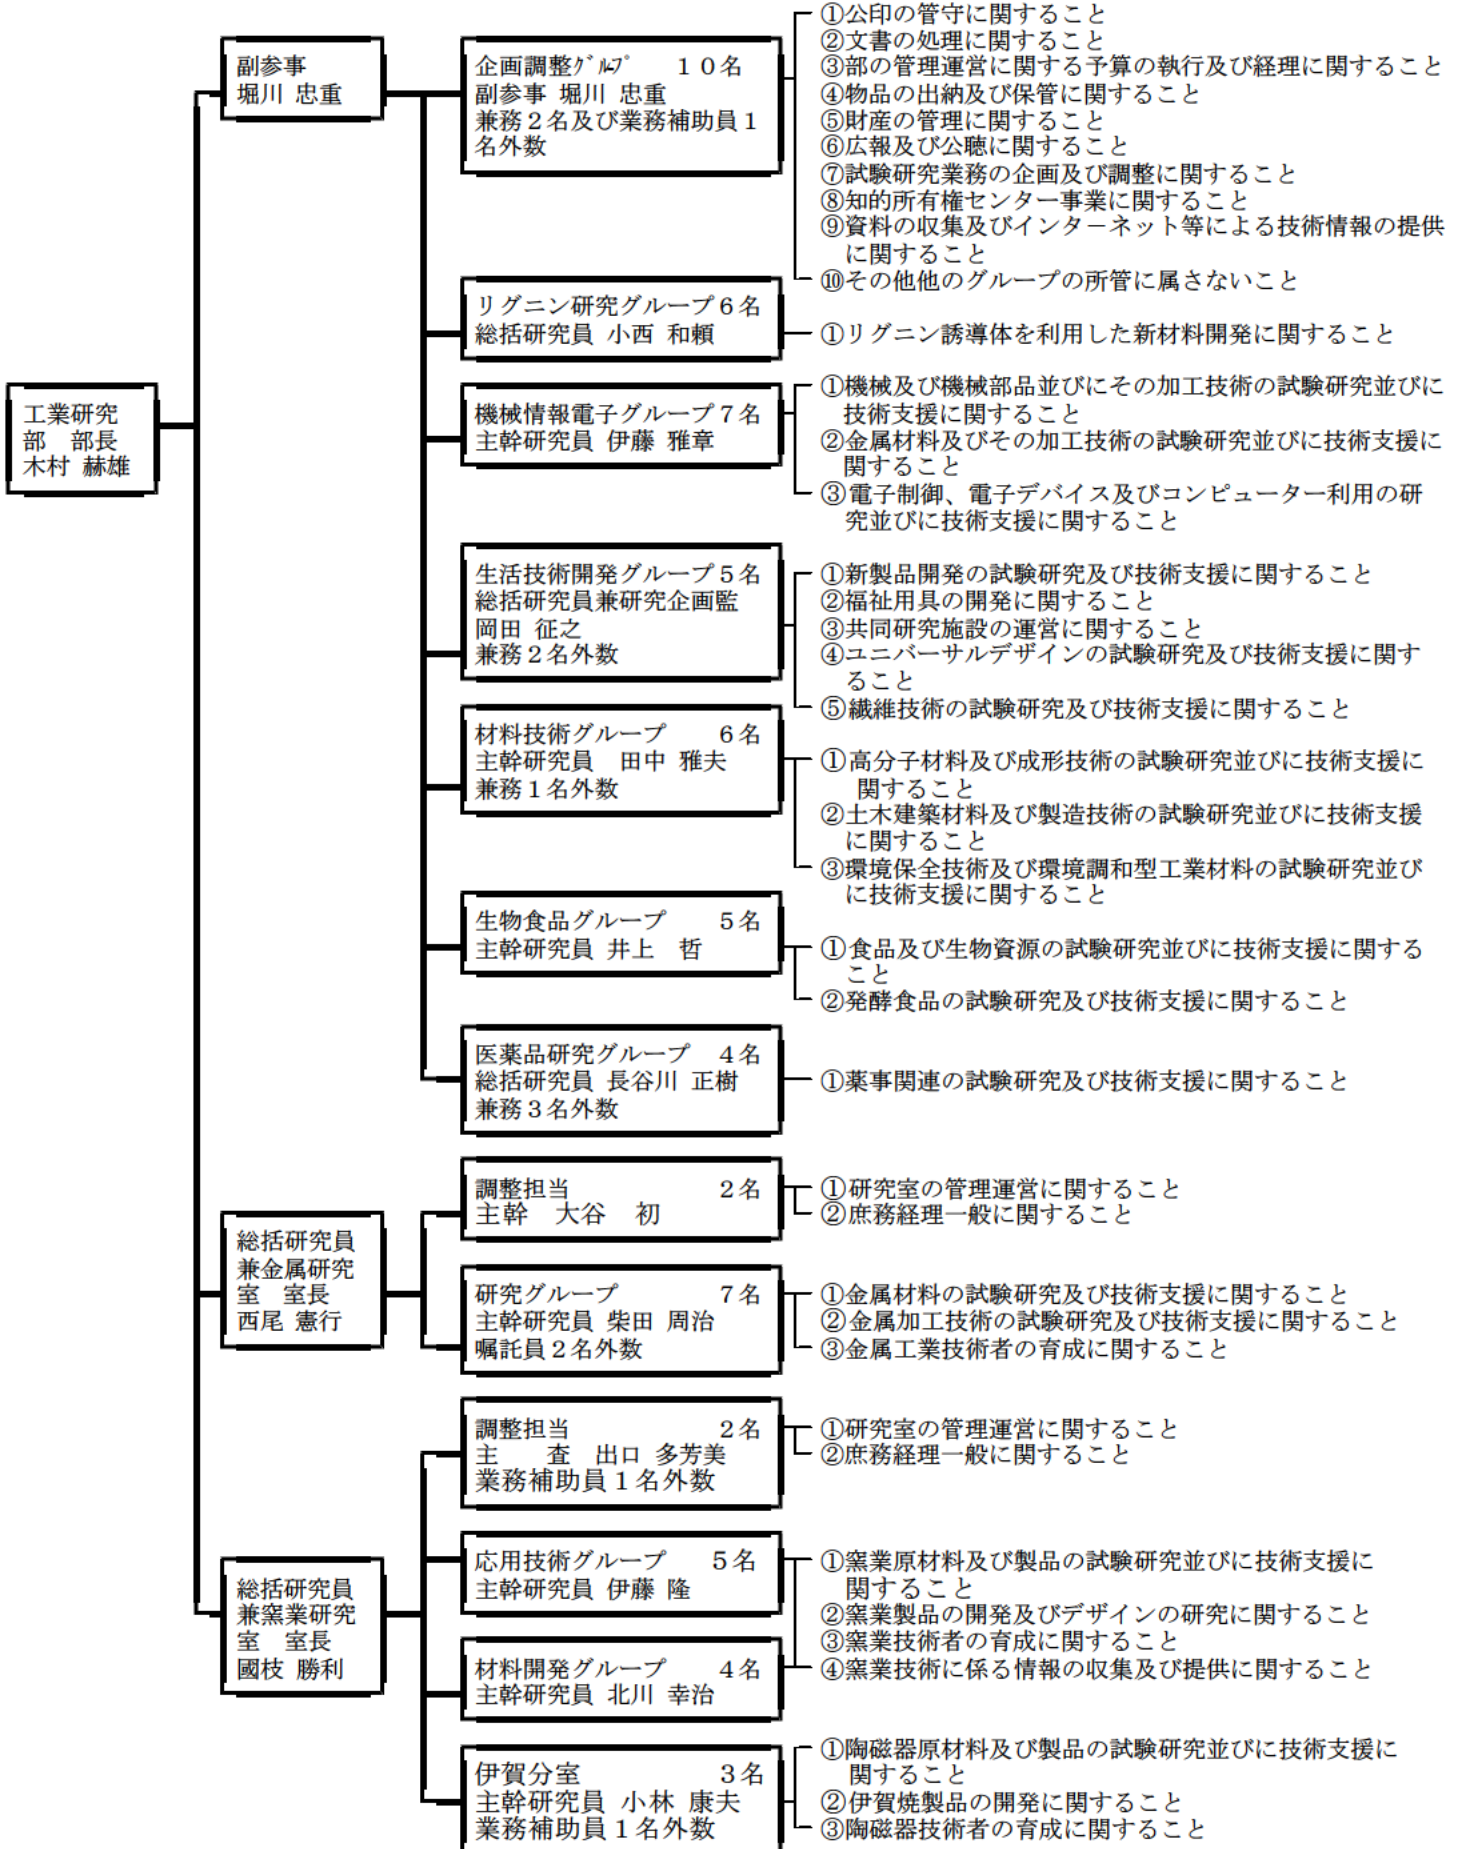 工業研究
部　部長
木村 赫雄
副参事
堀川 忠重
企画調整ｸﾞﾙｰﾌﾟ　１０名
副参事 堀川 忠重
兼務２名及び業務補助員１
名外数
①公印の管守に関すること
②文書の処理に関すること
③部の管理運営に関する予算の執行及び経理に関すること
④物品の出納及び保管に関すること
⑤財産の管理に関すること
⑥広報及び公聴に関すること
⑦試験研究業務の企画及び調整に関すること
⑧知的所有権センター事業に関すること
⑨資料の収集及びインタ－ネット等による技術情報の提供
に関すること
⑩その他他のグループの所管に属さないこと
リグニン研究グループ６名
総括研究員 小西 和頼
①リグニン誘導体を利用した新材料開発に関すること
機械情報電子グループ７名
主幹研究員 伊藤 雅章
①機械及び機械部品並びにその加工技術の試験研究並びに
技術支援に関すること
②金属材料及びその加工技術の試験研究並びに技術支援に
関すること
③電子制御、電子デバイス及びコンピューター利用の研
究並びに技術支援に関すること
生活技術開発グループ５名
総括研究員兼研究企画監
岡田 征之
兼務２名外数
①新製品開発の試験研究及び技術支援に関すること
②福祉用具の開発に関すること
③共同研究施設の運営に関すること
④ユニバーサルデザインの試験研究及び技術支援に関す
ること
⑤繊維技術の試験研究及び技術支援に関すること
材料技術グループ　６名
主幹研究員　田中 雅夫
兼務１名外数
①高分子材料及び成形技術の試験研究並びに技術支援に
関すること
②土木建築材料及び製造技術の試験研究並びに技術支援
に関すること
③環境保全技術及び環境調和型工業材料の試験研究並び
に技術支援に関すること
生物食品グループ　５名
主幹研究員 井上　哲
①食品及び生物資源の試験研究並びに技術支援に関する
こと
②発酵食品の試験研究及び技術支援に関すること
医薬品研究グループ　４名
総括研究員 長谷川 正樹
兼務３名外数
①薬事関連の試験研究及び技術支援に関すること
総括研究員
兼金属研究
室　室長
西尾 憲行
調整担当　２名
主幹　大谷　初
①研究室の管理運営に関すること
②庶務経理一般に関すること
研究グループ　７名
主幹研究員 柴田 周治
嘱託員２名外数
①金属材料の試験研究及び技術支援に関すること
②金属加工技術の試験研究及び技術支援に関すること
③金属工業技術者の育成に関すること
総括研究員
兼窯業研究
室　室長
國枝 勝利
調整担当　２名
主　査　出口 多芳美
業務補助員１名外数
①研究室の管理運営に関すること
②庶務経理一般に関すること
応用技術グループ　５名
主幹研究員 伊藤 隆
材料開発グループ　４名
主幹研究員 北川 幸治
①窯業原材料及び製品の試験研究並びに技術支援に
関すること
②窯業製品の開発及びデザインの研究に関すること
③窯業技術者の育成に関すること
④窯業技術に係る情報の収集及び提供に関すること
伊賀分室　３名
主幹研究員 小林 康夫
業務補助員１名外数
①陶磁器原材料及び製品の試験研究並びに技術支援に
関すること
②伊賀焼製品の開発に関すること
③陶磁器技術者の育成に関すること